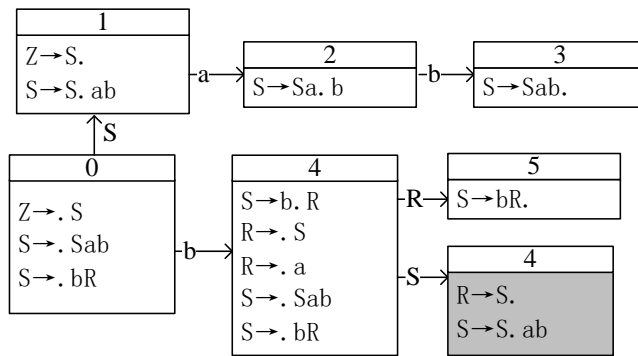 1
Z→S.
S→S.ab
a
2
S→Sa.b
b
3
S→Sab.
S
0
Z→.S
S→.Sab
S→.bR
b
4
S→b.R
R→.S
R→.a
S→.Sab
S→.bR
R
5
S→bR.
S
4
R→S.
S→S.ab